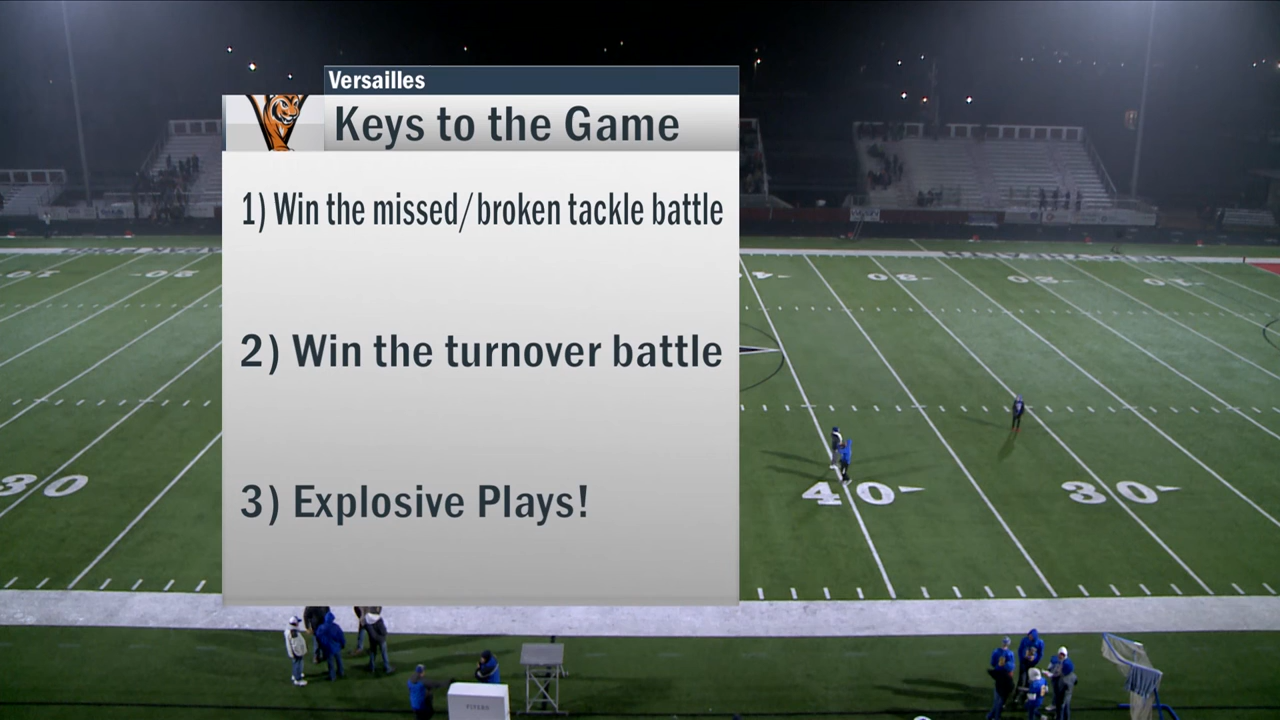 Versailles
Keys to the Game
1) Win the missed/broken tackle battle
2) Win the turnover battle
3) Explosive Plays!
30
40
30